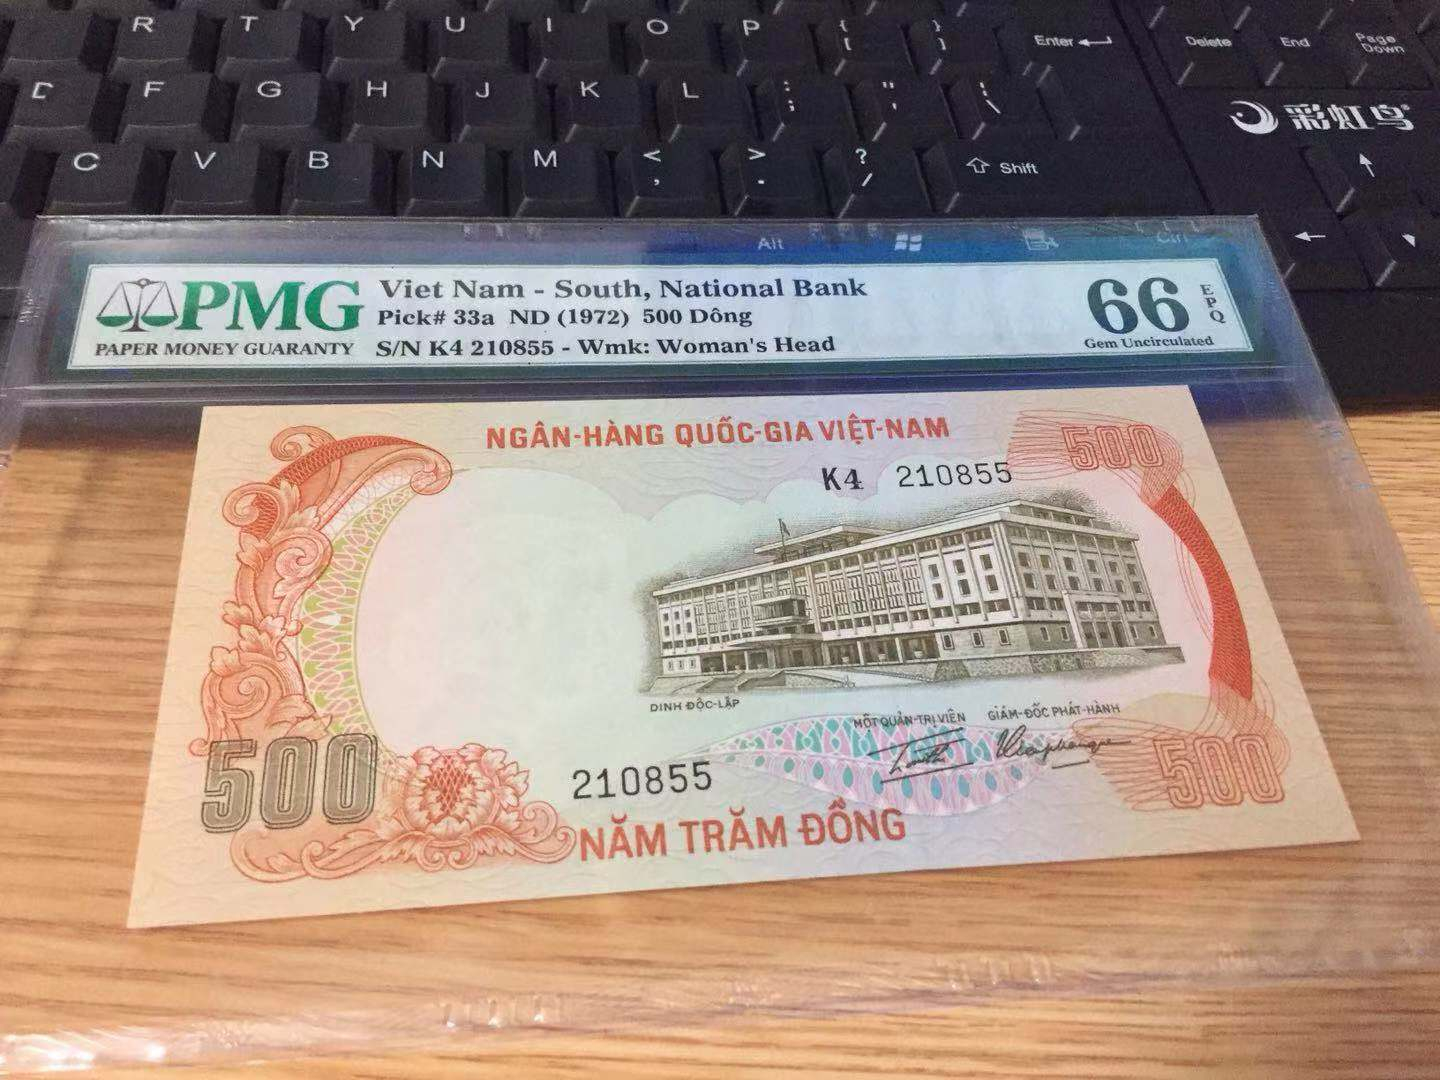 R T Y U I O P { [ } ] Enter Delete End Page Down
D F G H J K L : ; " ' | \ 彩虹鸟
C V B N M < , > . ? / Shift
Alt Ctrl
PMG
PAPER MONEY GUARANTY
Viet Nam - South, National Bank
Pick# 33a ND (1972) 500 Dông
S/N K4 210855 - Wmk: Woman's Head
66 EPQ
Gem Uncirculated
NGÂN-HÀNG QUỐC-GIA VIỆT-NAM
500
K4 210855
DINH ĐỘC-LẬP
MỘT QUẢN-TRỊ VIÊN GIÁM-ĐỐC PHÁT-HÀNH
500
210855
500
NĂM TRĂM ĐỒNG